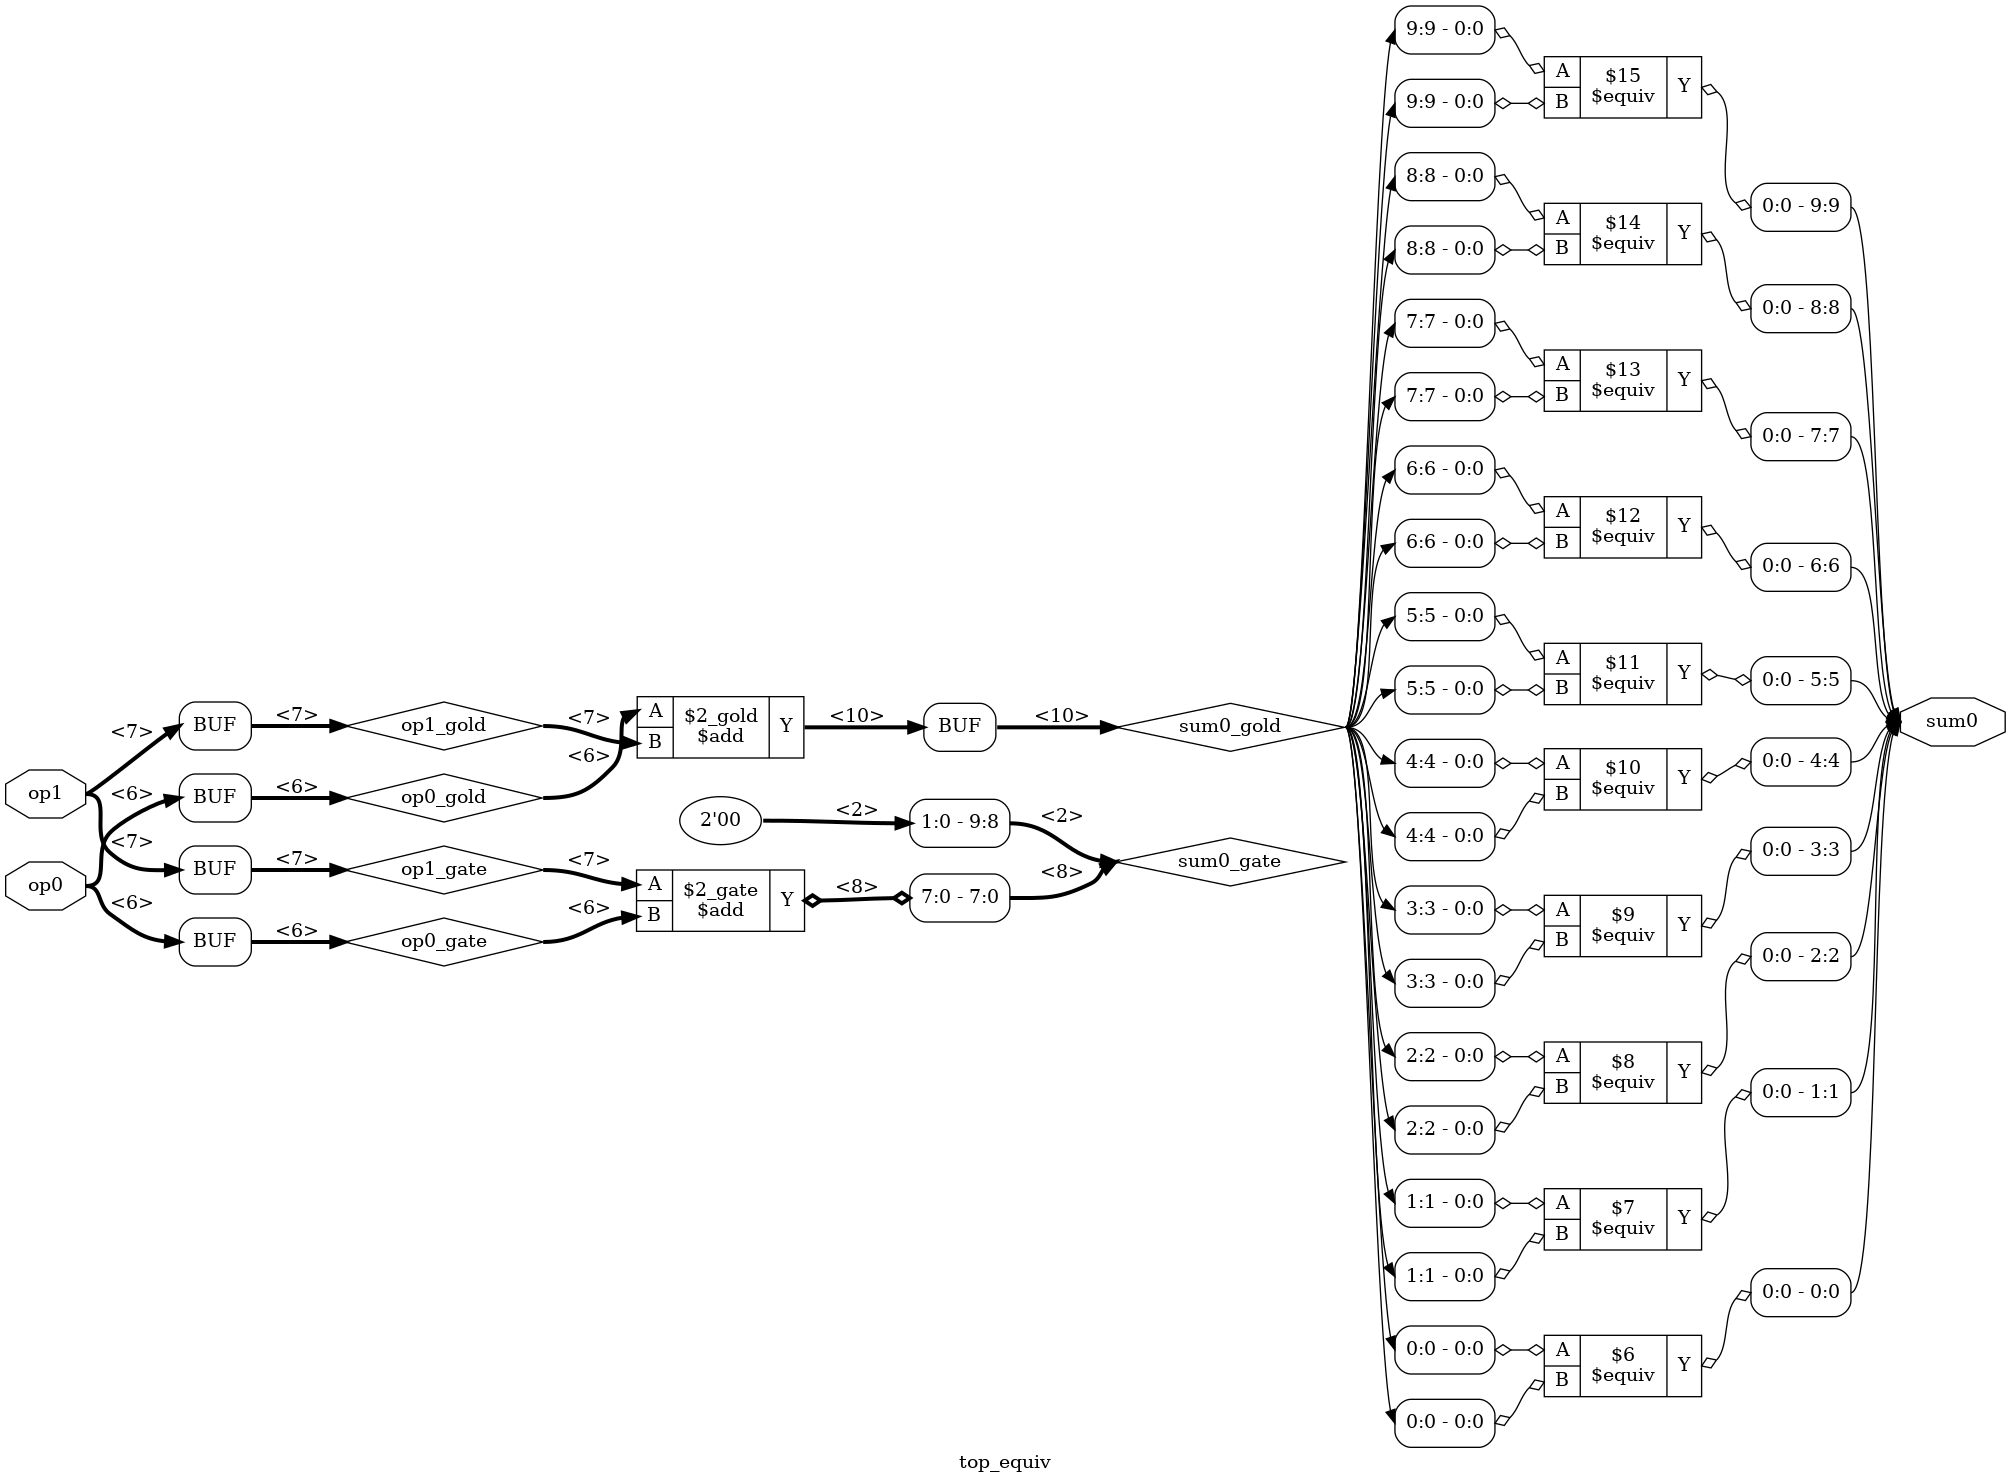 op1
op0
<7>
<6>
<7>
<6>
BUF
BUF
BUF
BUF
<7>
<6>
<7>
<6>
op1_gold
op0_gold
op1_gate
op0_gate
<7>
<6>
<7>
<6>
A
B
$2_gold
$add
Y
2'00
A
B
$2_gate
$add
Y
<10>
<2>
<8>
BUF
1:0 - 9:8
7:0 - 7:0
<10>
<2>
<8>
sum0_gold
sum0_gate
9:9 - 0:0
9:9 - 0:0
8:8 - 0:0
8:8 - 0:0
7:7 - 0:0
7:7 - 0:0
6:6 - 0:0
6:6 - 0:0
5:5 - 0:0
5:5 - 0:0
4:4 - 0:0
4:4 - 0:0
3:3 - 0:0
3:3 - 0:0
2:2 - 0:0
2:2 - 0:0
1:1 - 0:0
1:1 - 0:0
0:0 - 0:0
0:0 - 0:0
A
B
$15
$equiv
Y
A
B
$14
$equiv
Y
A
B
$13
$equiv
Y
A
B
$12
$equiv
Y
A
B
$11
$equiv
Y
A
B
$10
$equiv
Y
A
B
$9
$equiv
Y
A
B
$8
$equiv
Y
A
B
$7
$equiv
Y
A
B
$6
$equiv
Y
0:0 - 9:9
0:0 - 8:8
0:0 - 7:7
0:0 - 6:6
0:0 - 5:5
0:0 - 4:4
0:0 - 3:3
0:0 - 2:2
0:0 - 1:1
0:0 - 0:0
sum0
top_equiv